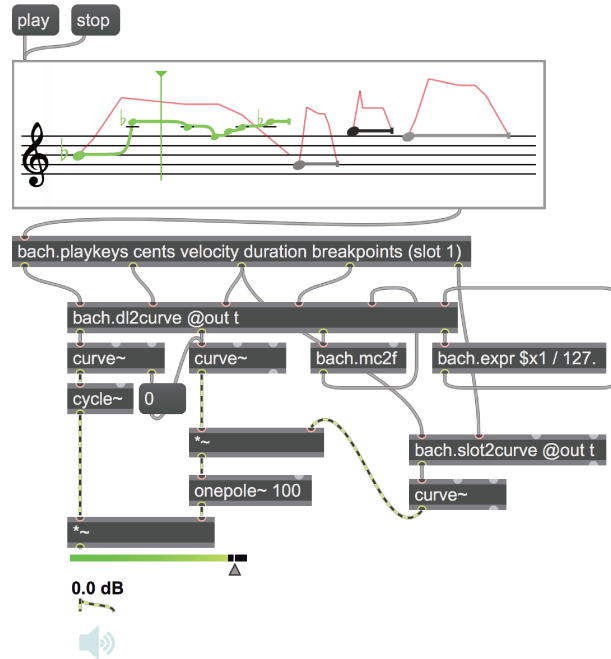 play
stop
bach.playkeys cents velocity duration breakpoints (slot 1)
bach.dl2curve @out t
curve~
curve~
bach.mc2f
bach.expr $x1 / 127.
cycle~
0
*~
bach.slot2curve @out t
onepole~ 100
curve~
*~
0.0 dB